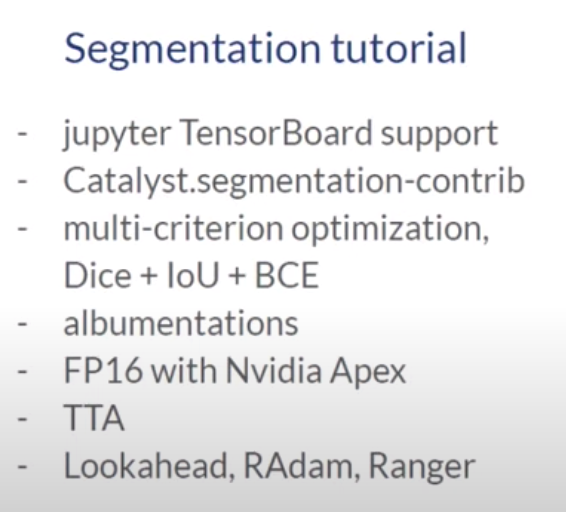 Segmentation tutorial
- jupyter TensorBoard support
- Catalyst.segmentation-contrib
- multi-criterion optimization,
Dice + IoU + BCE
- albumentations
- FP16 with Nvidia Apex
- TTA
- Lookahead, RAdam, Ranger